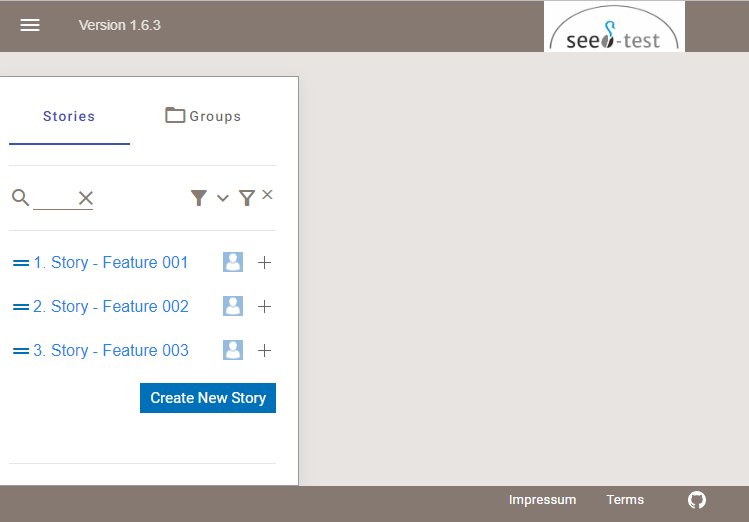 Version 1.6.3
seed-test
Stories
Groups
1. Story - Feature 001
2. Story - Feature 002
3. Story - Feature 003
Create New Story
Impressum
Terms